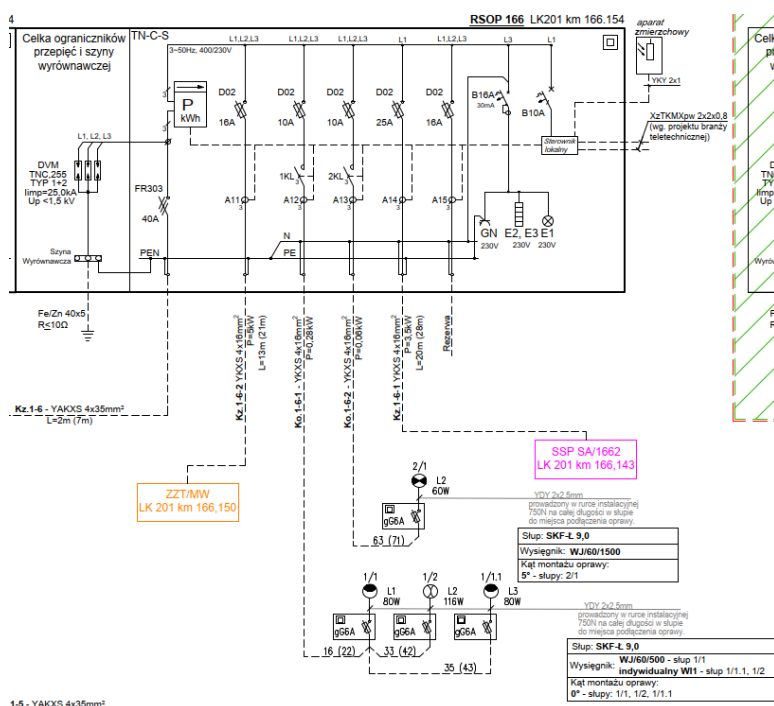 4
RSOP 166 LK201 km 166.154
Celka ograniczników
przepięć i szyny
wyrównawczej
TN-C-S
3~50Hz, 400/230V
L1,L2,L3
L1,L2,L3
L1,L2,L3
L1,L2,L3
L1
L3
L1
aparat
zmierzchowy
YKY 2x1
P
kWh
3
3
D02
16A
D02
10A
D02
10A
D02
25A
D02
16A
B16A
30mA
B10A
XzTKMXpw 2x2x0,8
(wg. projektu branży
teletechnicznej)
Sterownik
lokalny
L1, L2, L3
DVM
TNC,255
TYP 1+2
Iimp=25,0kA
Up <1,5 kV
FR303
40A
3
1KL
3
2KL
3
A11
3
A12
3
A13
3
A14
3
A15
3
GN
230V
E2, E3
230V
E1
230V
N
PE
PEN
Szyna
Wyrównawcza
Fe/Zn 40x5
R≤10Ω
Kz.1-6 - YAKXS 4x35mm²
L=2m (7m)
Kz.1-6-2 YKXS 4x16mm²
P=5kW
L=13m (21m)
Ko.1-6-1 - YKXS 4x16mm²
P=0,28kW
Ko.1-6-2 - YKXS 4x16mm²
P=0,06kW
Kz.1-6-1 YKXS 4x16mm²
P=3,5kW
L=20m (28m)
Rezerwa
ZZT/MW
LK 201 km 166,150
SSP SA/1662
LK 201 km 166,143
2/1
L2
60W
gG6A
63 (71)
YDY 2x2.5mm
prowadzony w rurce instalacyjnej
750N na całej długości w słupie
do miejsca podłączenia oprawy.
Słup: SKF-Ł 9,0
Wysięgnik: WJ/60/1500
Kąt montażu oprawy:
5° - słupy: 2/1
1/1
L1
80W
1/2
L2
116W
1/1.1
L3
80W
gG6A
gG6A
gG6A
16 (22)
33 (42)
35 (43)
YDY 2x2.5mm
prowadzony w rurce instalacyjnej
750N na całej długości w słupie
do miejsca podłączenia oprawy.
Słup: SKF-Ł 9,0
Wysięgnik: WJ/60/500 - słup 1/1
indywidualny WI1 - słup 1/1.1, 1/2
Kąt montażu oprawy:
0° - słupy: 1/1, 1/2, 1/1.1
1-5 - YAKXS 4x35mm²